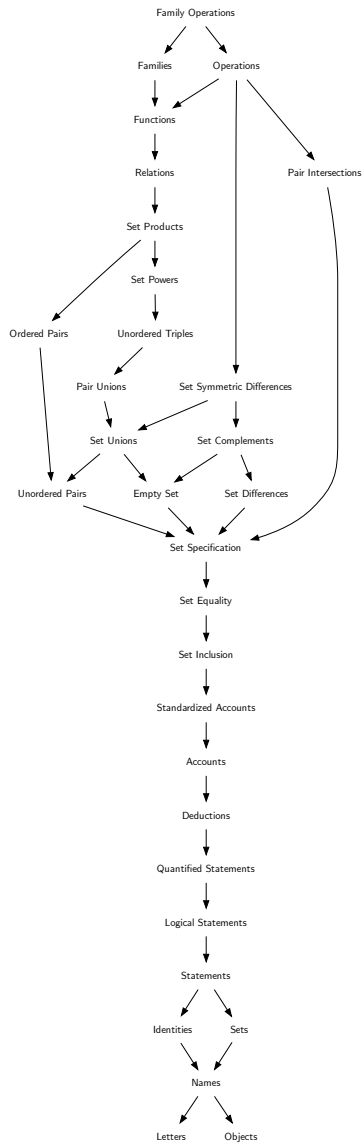 Family Operations
Families
Operations
Functions
Relations
Pair Intersections
Set Products
Set Powers
Ordered Pairs
Unordered Triples
Pair Unions
Set Symmetric Differences
Set Unions
Set Complements
Unordered Pairs
Empty Set
Set Differences
Set Specification
Set Equality
Set Inclusion
Standardized Accounts
Accounts
Deductions
Quantified Statements
Logical Statements
Statements
Identities
Sets
Names
Letters
Objects